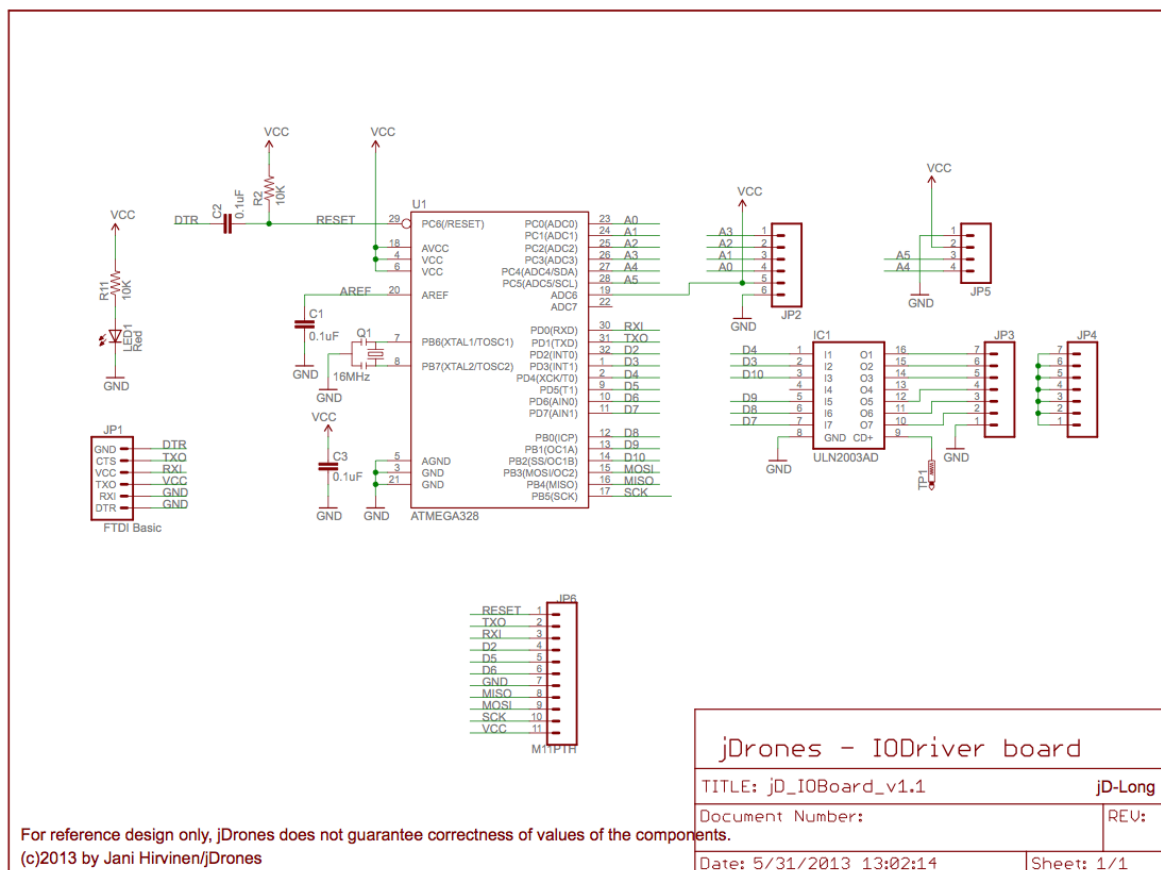 VCC
VCC
DTR
C2
0.1uF
R2
10K
RESET
VCC
R11
10K
LED1
Red
GND
U1
29 PC6(/RESET)
18 AVCC
4 VCC
6 VCC
AREF 20 AREF
C1
0.1uF
GND
Q1
16MHz
GND
7 PB6(XTAL1/TOSC1)
8 PB7(XTAL2/TOSC2)
VCC
C3
0.1uF
GND
5 AGND
3 GND
21 GND
GND
ATMEGA328
PC0(ADC0) 23 A0
PC1(ADC1) 24 A1
PC2(ADC2) 25 A2
PC3(ADC3) 26 A3
PC4(ADC4/SDA) 27 A4
PC5(ADC5/SCL) 28 A5
ADC6 19
ADC7 22
PD0(RXD) 30 RXI
PD1(TXD) 31 TXO
PD2(INT0) 32 D2
PD3(INT1) 1 D3
PD4(XCK/T0) 2 D4
PD5(T1) 9 D5
PD6(AIN0) 10 D6
PD7(AIN1) 11 D7
PB0(ICP) 12 D8
PB1(OC1A) 13 D9
PB2(SS/OC1B) 14 D10
PB3(MOSI/OC2) 15 MOSI
PB4(MISO) 16 MISO
PB5(SCK) 17 SCK
JP1
GND DTR
CTS TXO
VCC RXI
TXO VCC
RXI GND
DTR GND
FTDI Basic
VCC
A3 1
A2 2
A1 3
A0 4
5
6
GND
JP2
VCC
1
2
A5 3
A4 4
GND
JP5
IC1
D4 1 I1 O1 16
D3 2 I2 O2 15
D10 3 I3 O3 14
4 I4 O4 13
D9 5 I5 O5 12
D8 6 I6 O6 11
D7 7 I7 O7 10
8 GND CD+ 9
GND
ULN2003AD
TP1
JP3
7
6
5
4
3
2
1
GND
JP4
7
6
5
4
3
2
1
JP6
RESET 1
TXO 2
RXI 3
D2 4
D5 5
D6 6
GND 7
MISO 8
MOSI 9
SCK 10
VCC 11
M11PTH
jDrones - IODriver board
TITLE: jD_IOBoard_v1.1 jD-Long
Document Number: REV:
Date: 5/31/2013 13:02:14 Sheet: 1/1
For reference design only, jDrones does not guarantee correctness of values of the components.
(c)2013 by Jani Hirvinen/jDrones